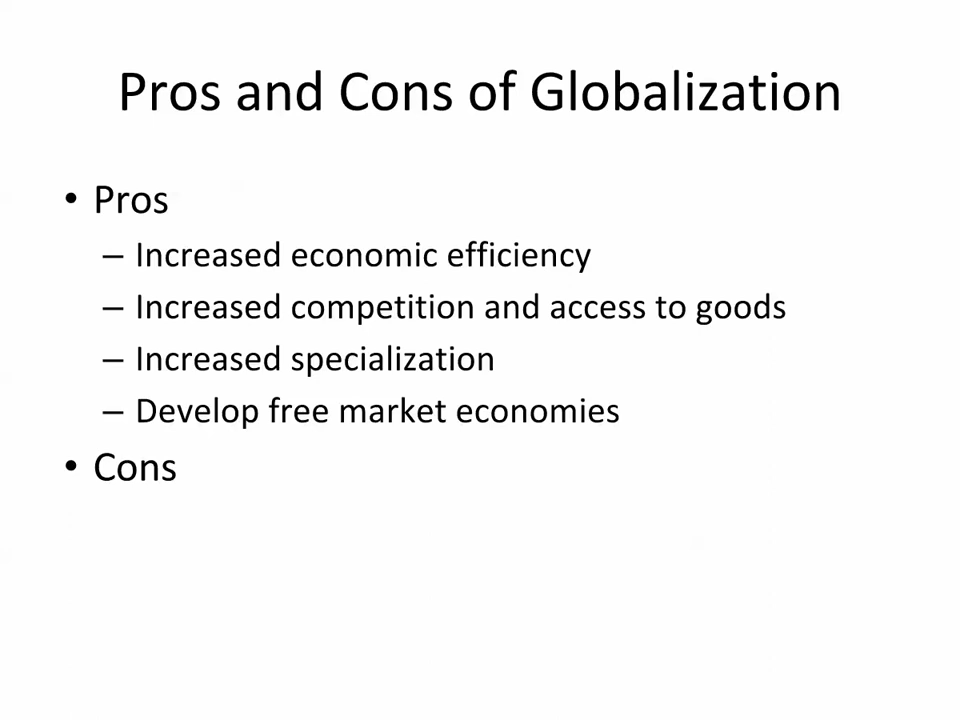 Pros and Cons of Globalization
• Pros
– Increased economic efficiency
– Increased competition and access to goods
– Increased specialization
– Develop free market economies
• Cons